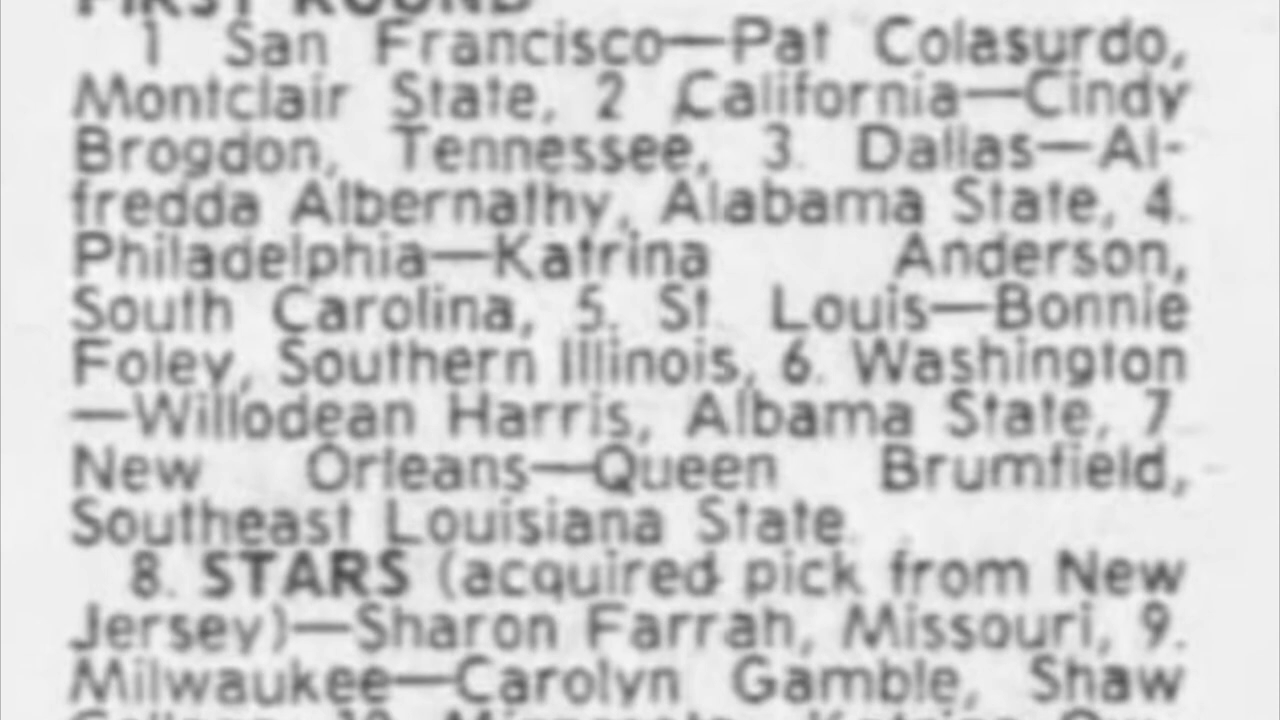 FIRST ROUND
1 San Francisco—Pat Colasurdo,
Montclair State, 2 California—Cindy
Brogdon, Tennessee, 3. Dallas—Al-
fredda Albernathy, Alabama State, 4.
Philadelphia—Katrina Anderson,
South Carolina, 5. St. Louis—Bonnie
Foley, Southern Illinois, 6. Washington
—Willodean Harris, Albama State, 7
New Orleans—Queen Brumfield,
Southeast Louisiana State.
8. STARS (acquired pick from New
Jersey)—Sharon Farrah, Missouri, 9.
Milwaukee—Carolyn Gamble, Shaw